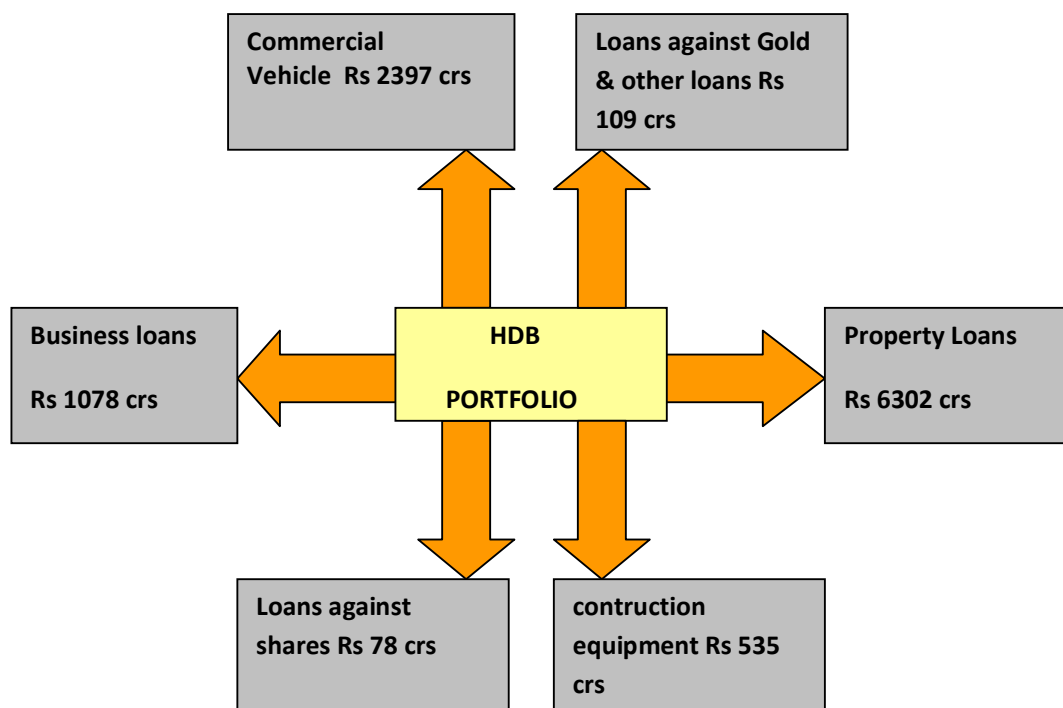 Commercial
Vehicle Rs 2397 crs
Loans against Gold
& other loans Rs
109 crs
Business loans
Rs 1078 crs
HDB
PORTFOLIO
Property Loans
Rs 6302 crs
Loans against
shares Rs 78 crs
contruction
equipment Rs 535
crs